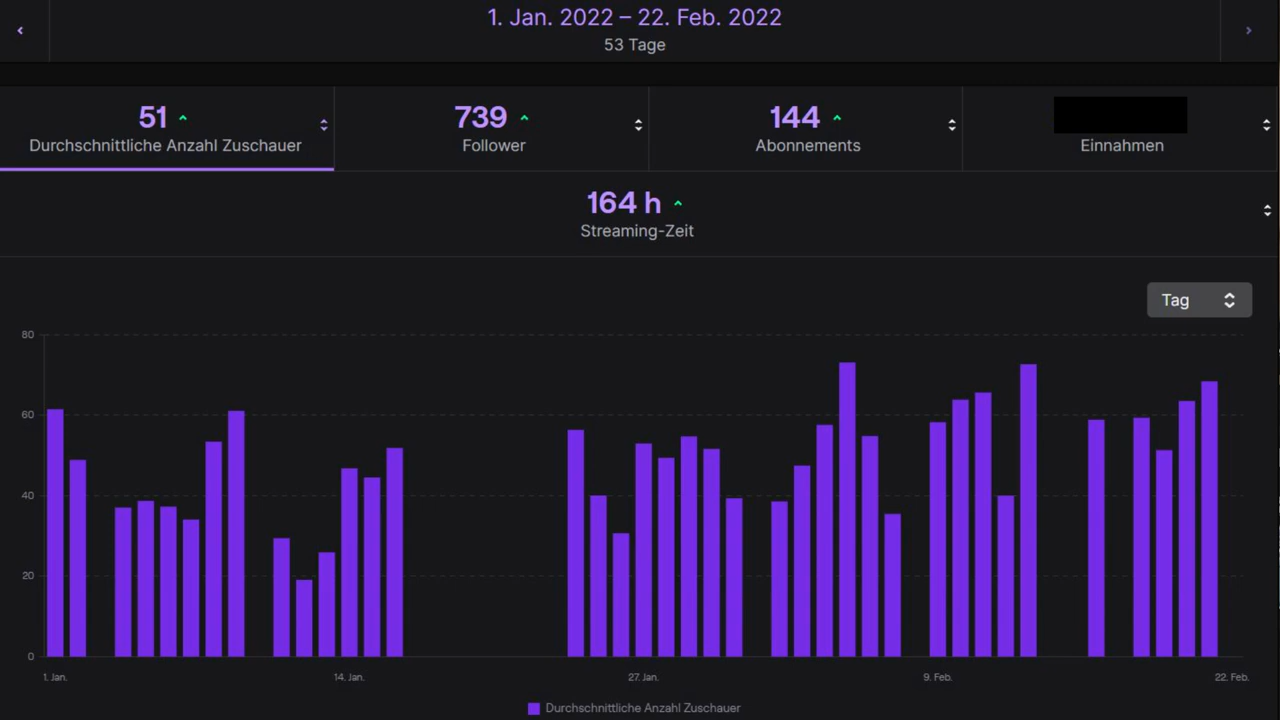 1. Jan. 2022 – 22. Feb. 2022
53 Tage
51
Durchschnittliche Anzahl Zuschauer
739
Follower
144
Abonnements
Einnahmen
164 h
Streaming-Zeit
Tag
80
60
40
20
0
1. Jan.
14. Jan.
27. Jan.
9. Feb.
22. Feb.
Durchschnittliche Anzahl Zuschauer